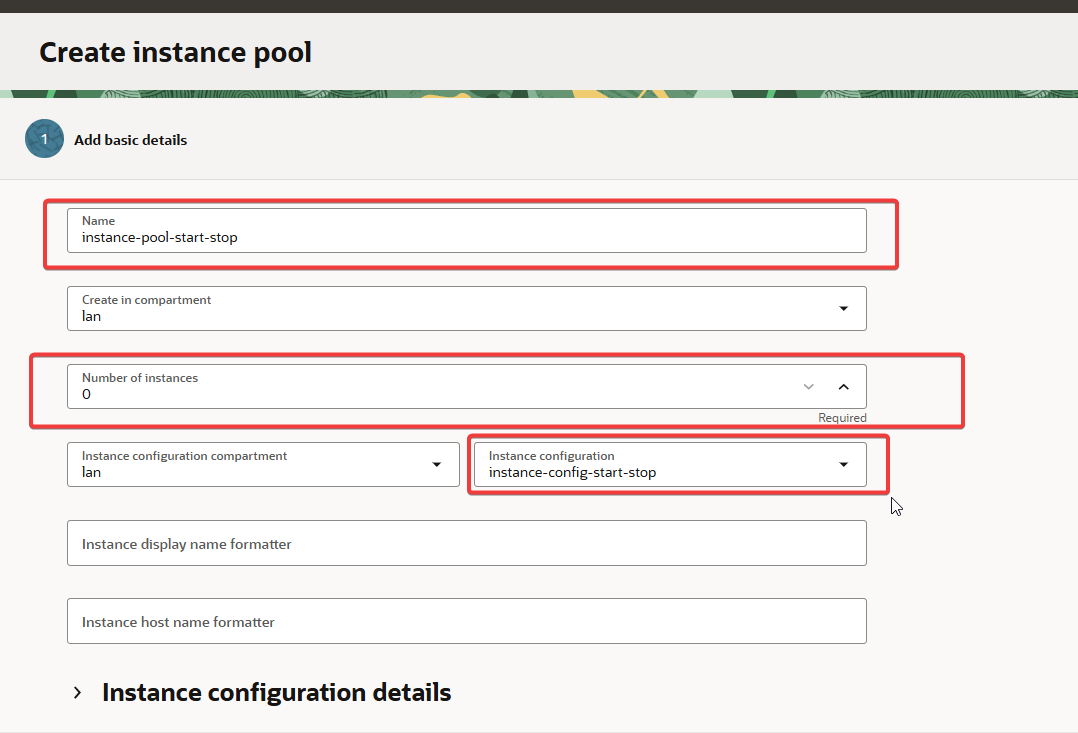 Create instance pool
1 Add basic details
Name
instance-pool-start-stop
Create in compartment
lan
Number of instances
0
Required
Instance configuration compartment
lan
Instance configuration
instance-config-start-stop
Instance display name formatter
Instance host name formatter
Instance configuration details